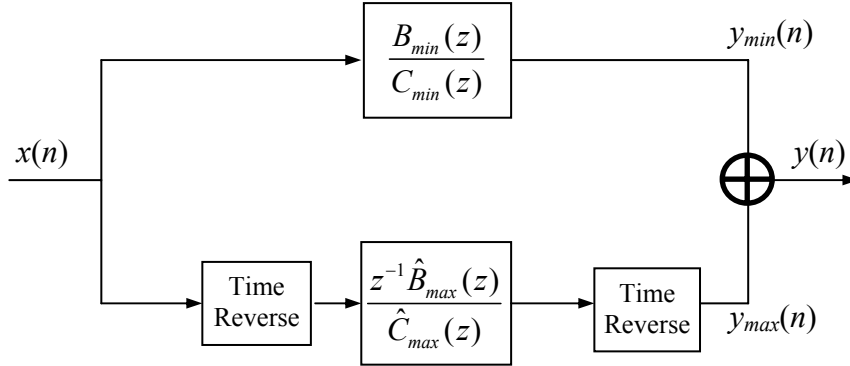 B_min(z)
C_min(z)
y_min(n)
x(n)
y(n)
Time
Reverse
z^{-1} B̂_max(z)
Ĉ_max(z)
Time
Reverse
y_max(n)